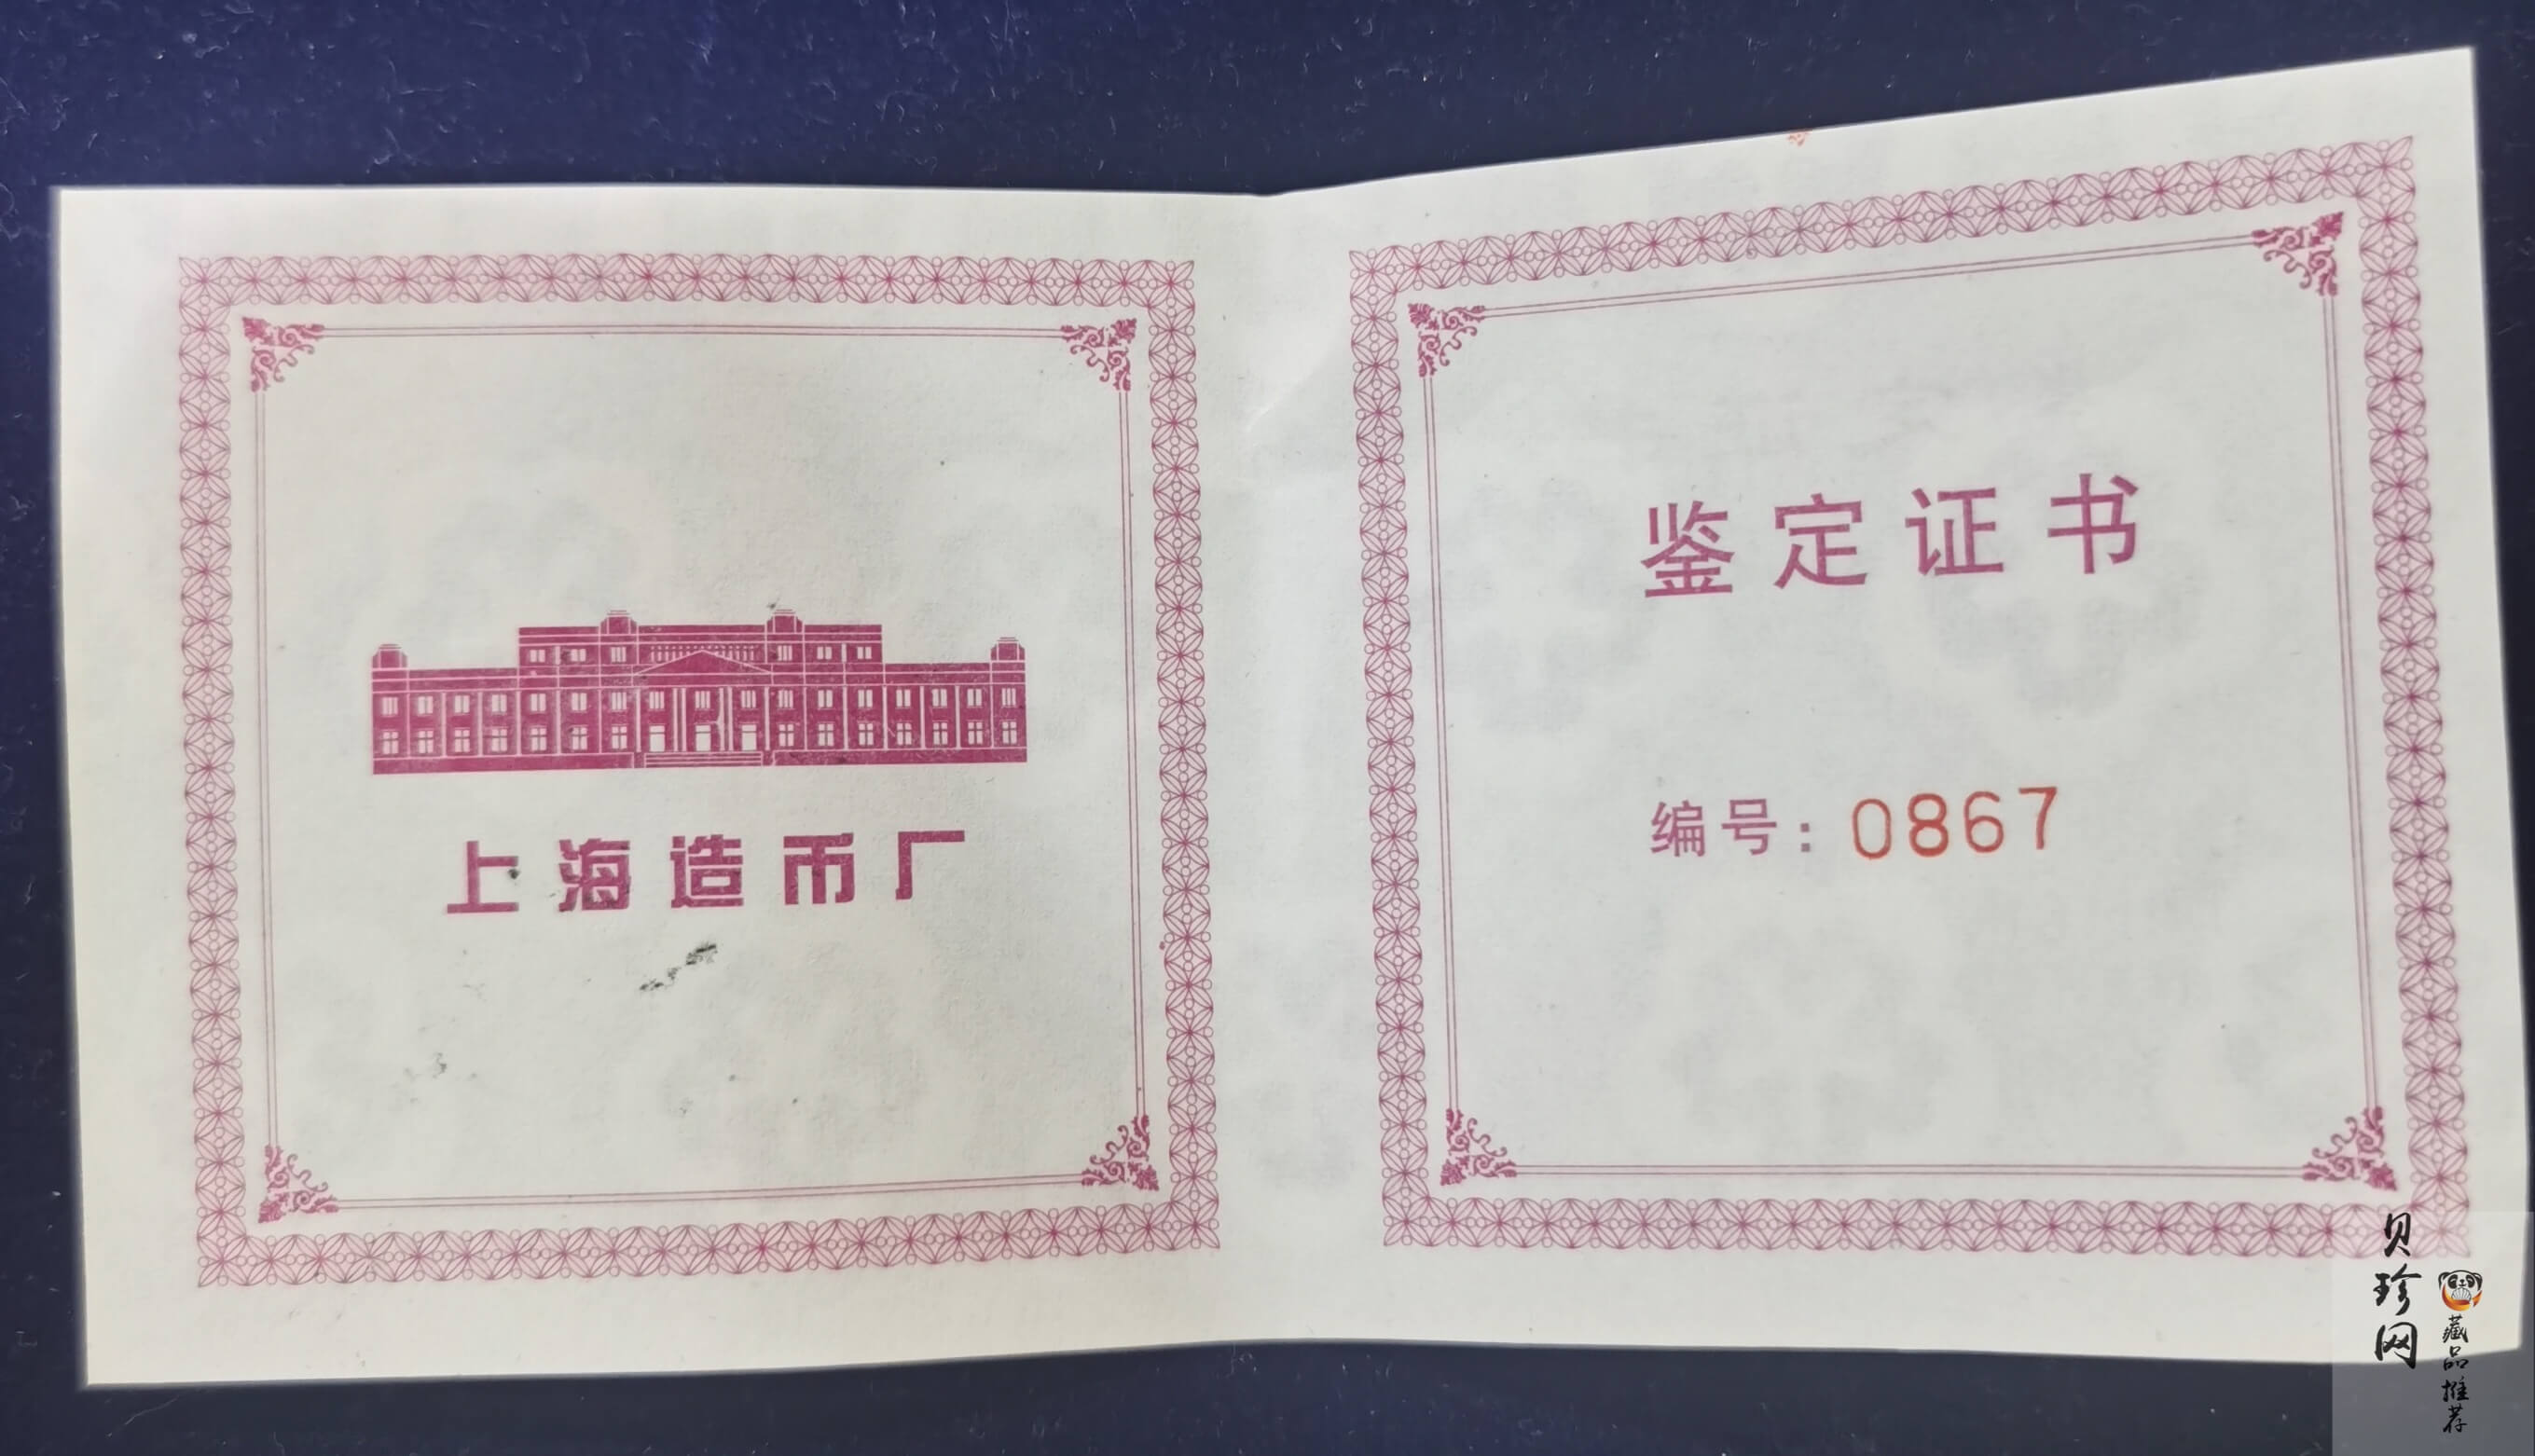 上海造币厂
鉴定证书
编号：0867
贝珍网
藏品推荐